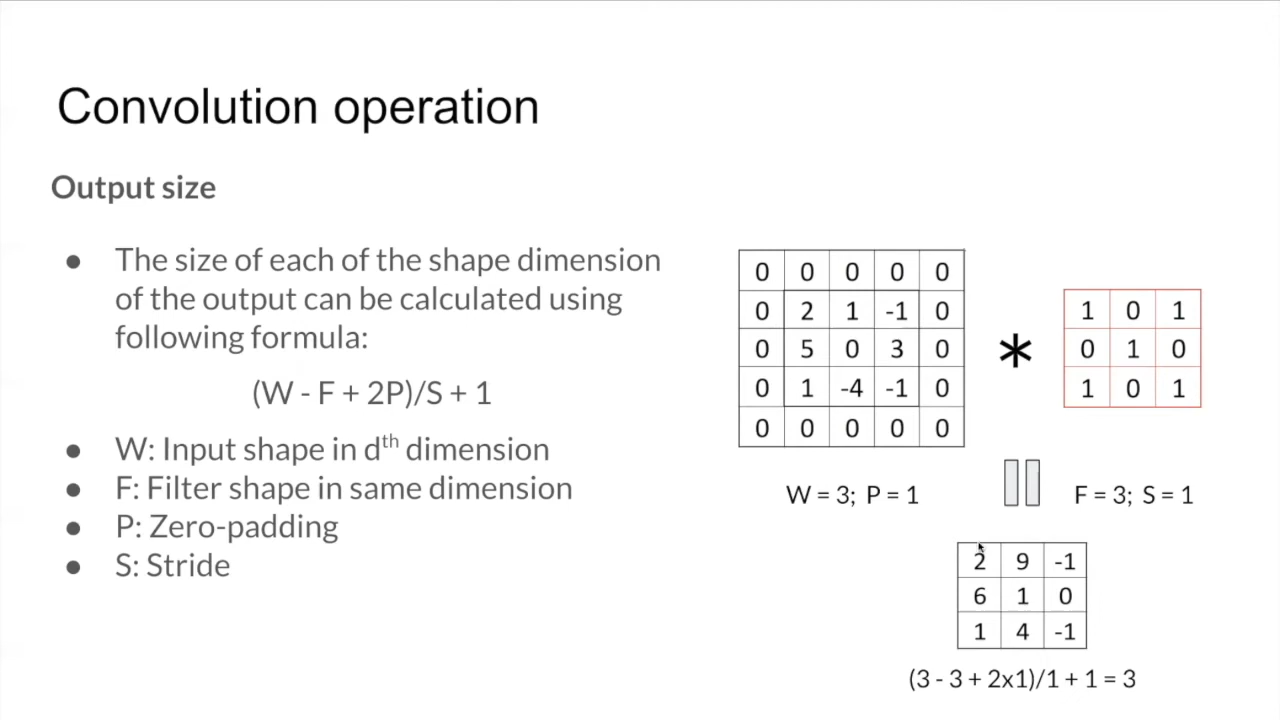 Convolution operation
Output size
● The size of each of the shape dimension
of the output can be calculated using
following formula:
(W - F + 2P)/S + 1
● W: Input shape in dth dimension
● F: Filter shape in same dimension
● P: Zero-padding
● S: Stride
0 0 0 0 0
0 2 1 -1 0
0 5 0 3 0
0 1 -4 -1 0
0 0 0 0 0
*
1 0 1
0 1 0
1 0 1
W = 3; P = 1
F = 3; S = 1
2 9 -1
6 1 0
1 4 -1
(3 - 3 + 2x1)/1 + 1 = 3